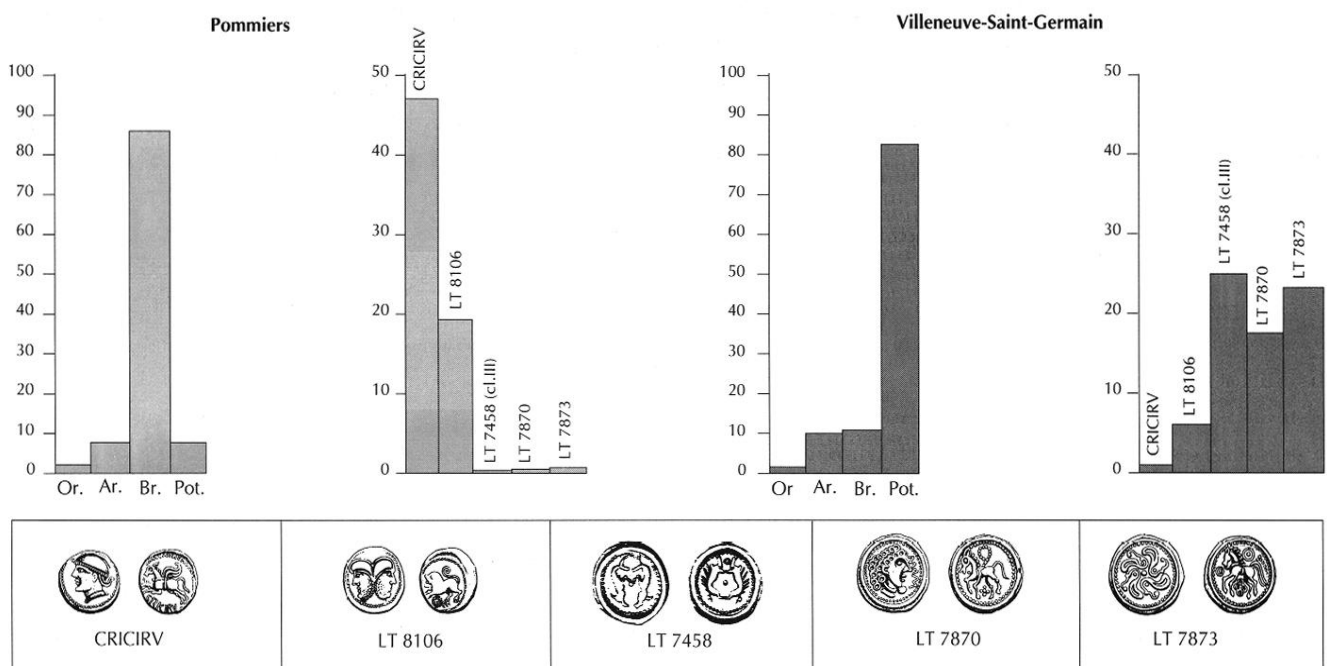 Pommiers
Villeneuve-Saint-Germain
100
90
80
70
60
50
40
30
20
10
0
Or. Ar. Br. Pot.
50
40
30
20
10
0
CRICIRV
LT 8106
LT 7458 (cl.III)
LT 7870
LT 7873
100
90
80
70
60
50
40
30
20
10
0
Or Ar. Br. Pot.
50
40
30
20
10
0
CRICIRV
LT 8106
LT 7458 (cl.III)
LT 7870
LT 7873
CRICIRV LT 8106 LT 7458 LT 7870 LT 7873